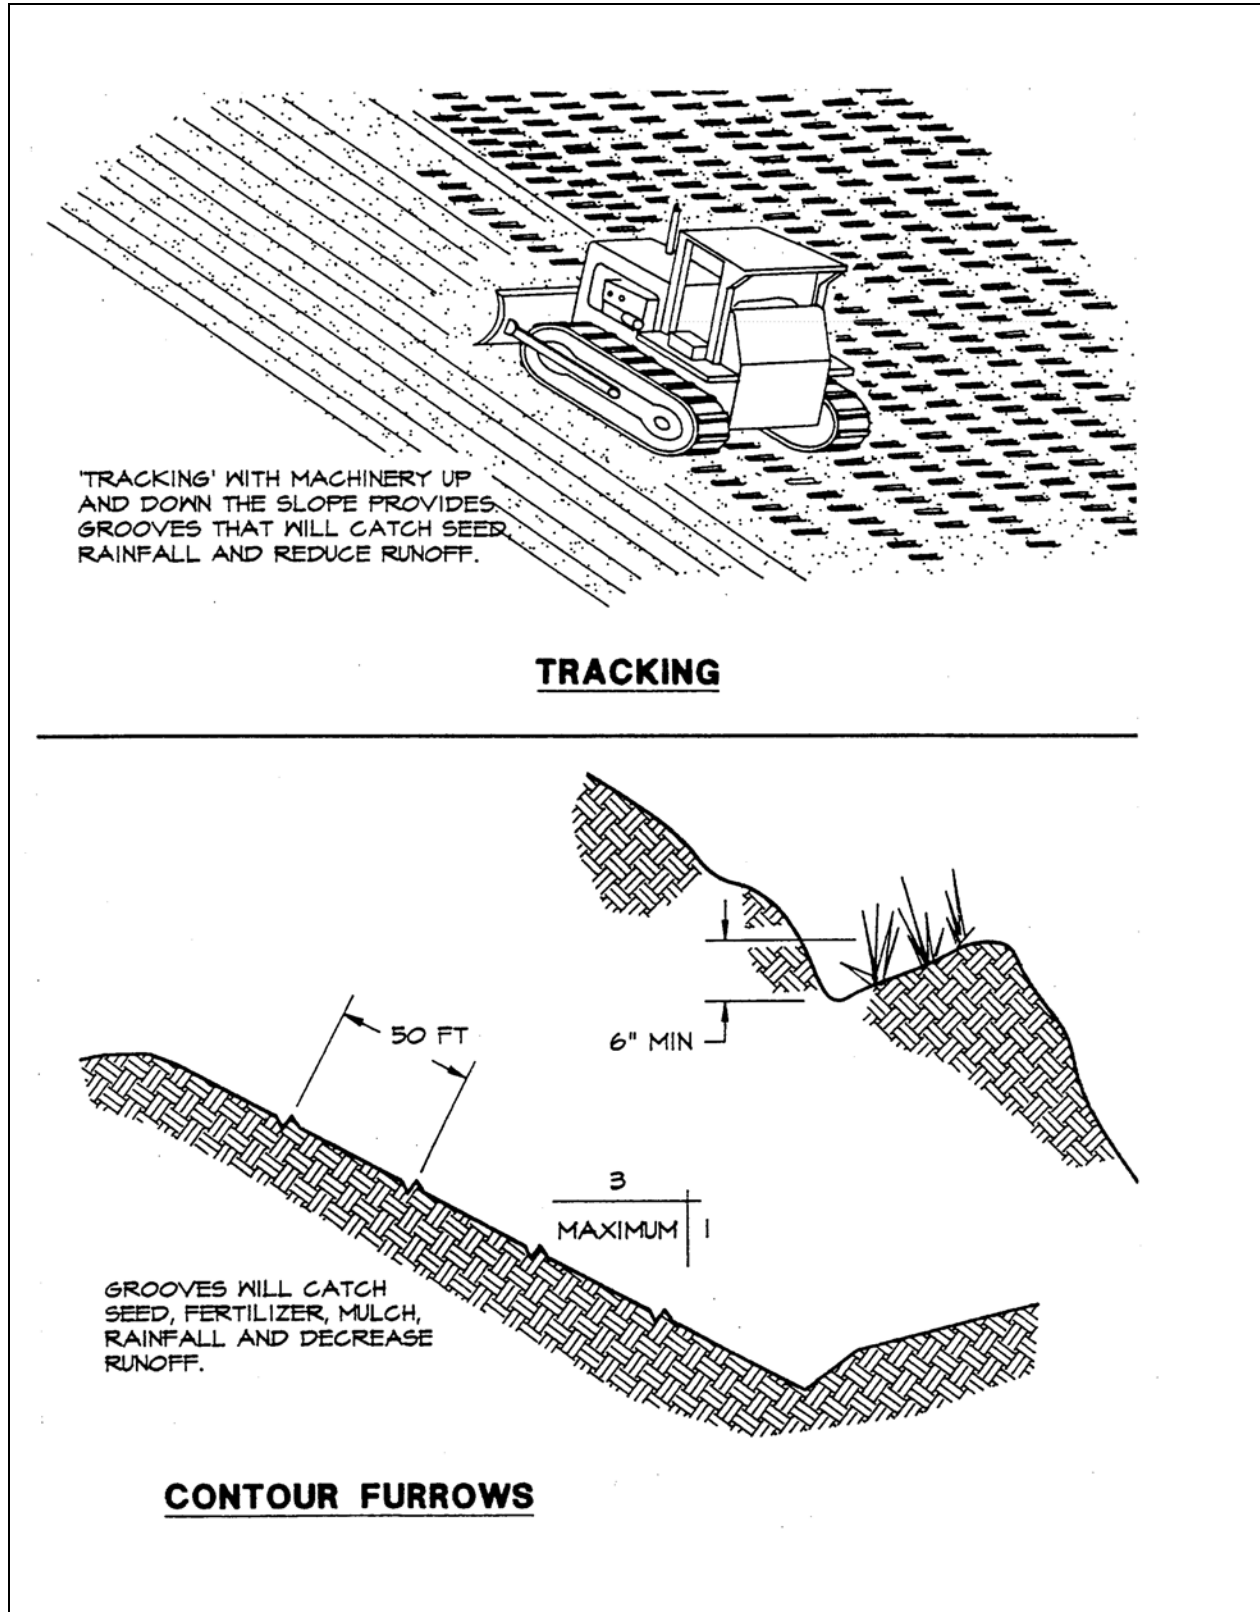 'TRACKING' WITH MACHINERY UP
AND DOWN THE SLOPE PROVIDES
GROOVES THAT WILL CATCH SEED,
RAINFALL AND REDUCE RUNOFF.
TRACKING
50 FT
6" MIN
3
MAXIMUM 1
GROOVES WILL CATCH
SEED, FERTILIZER, MULCH,
RAINFALL AND DECREASE
RUNOFF.
CONTOUR FURROWS